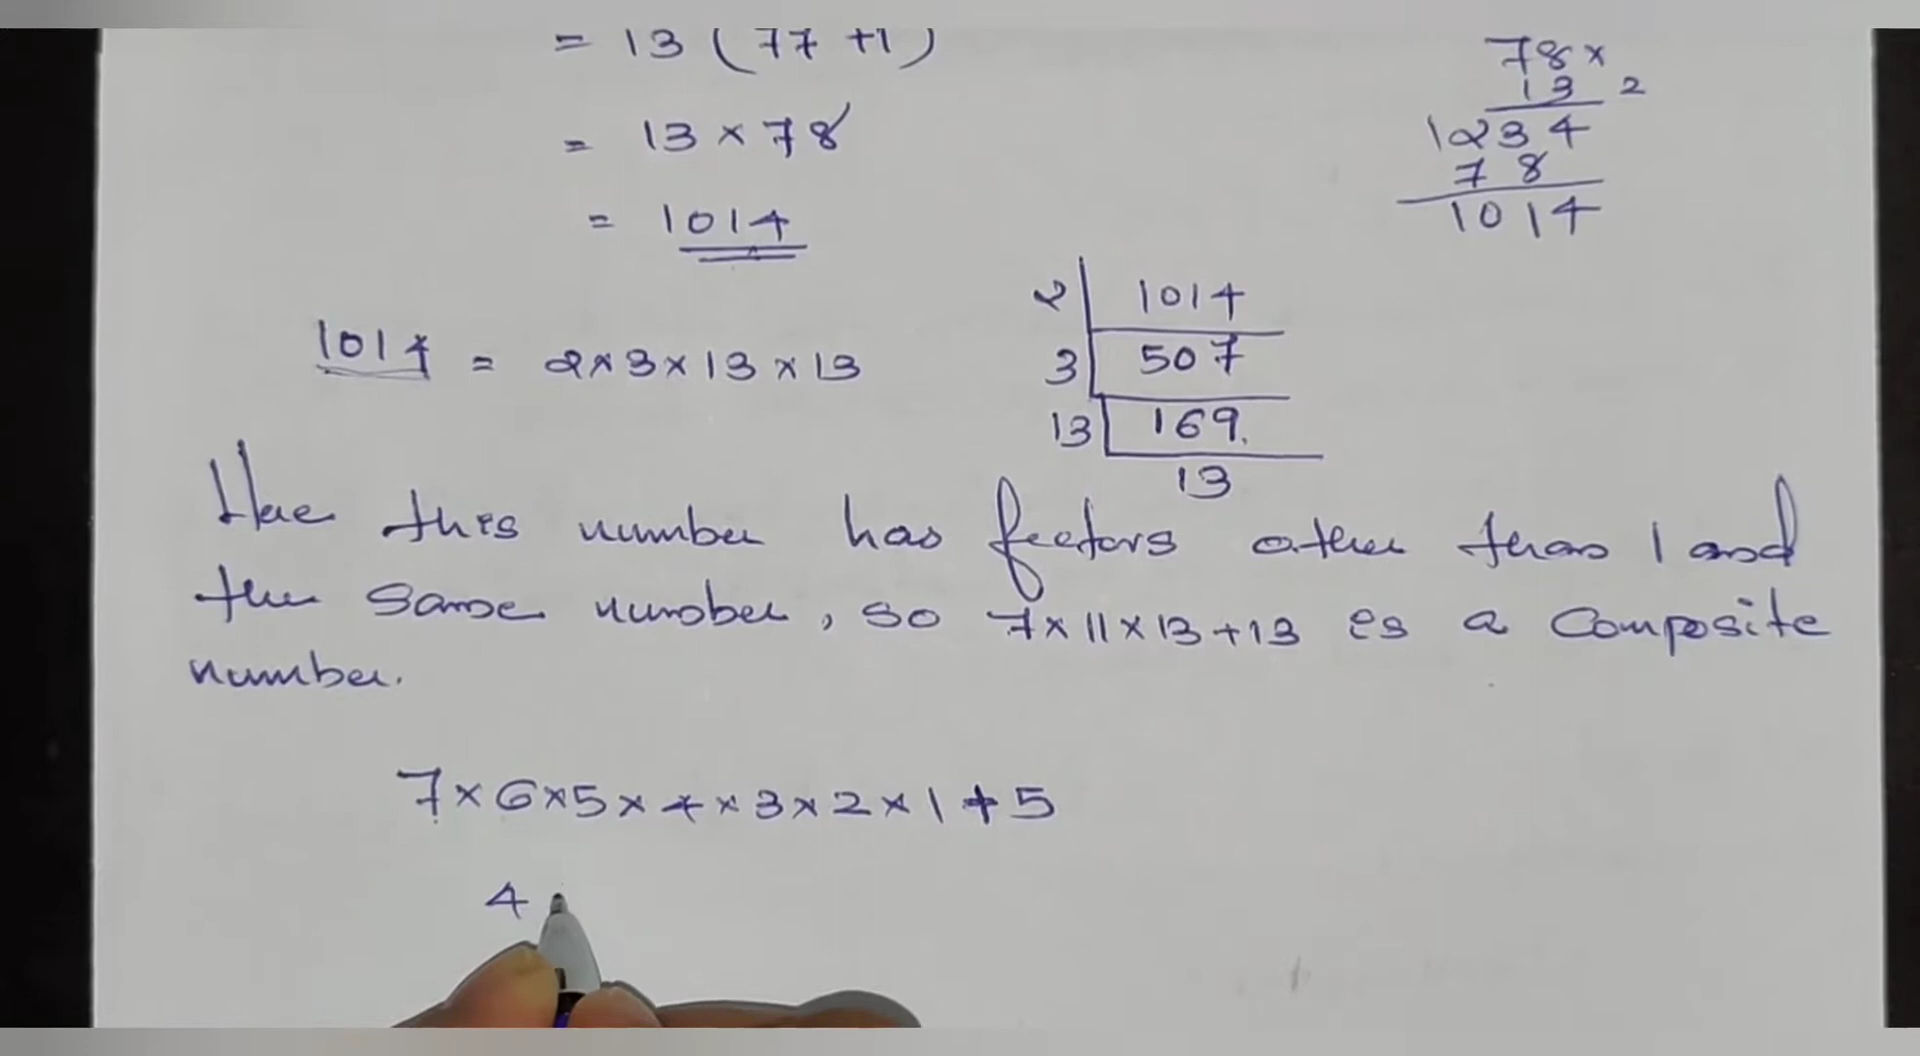 = 13 ( 77 + 1 )
= 13 × 78
= 1014
78 ×
13 2
1234
78
1014
1014 = 2 × 3 × 13 × 13
2 1014
3 507
13 169.
13
Here this number has factors other than 1 and
the same number, so 7 × 11 × 13 + 13 is a composite
number.
7 × 6 × 5 × 4 × 3 × 2 × 1 + 5
4